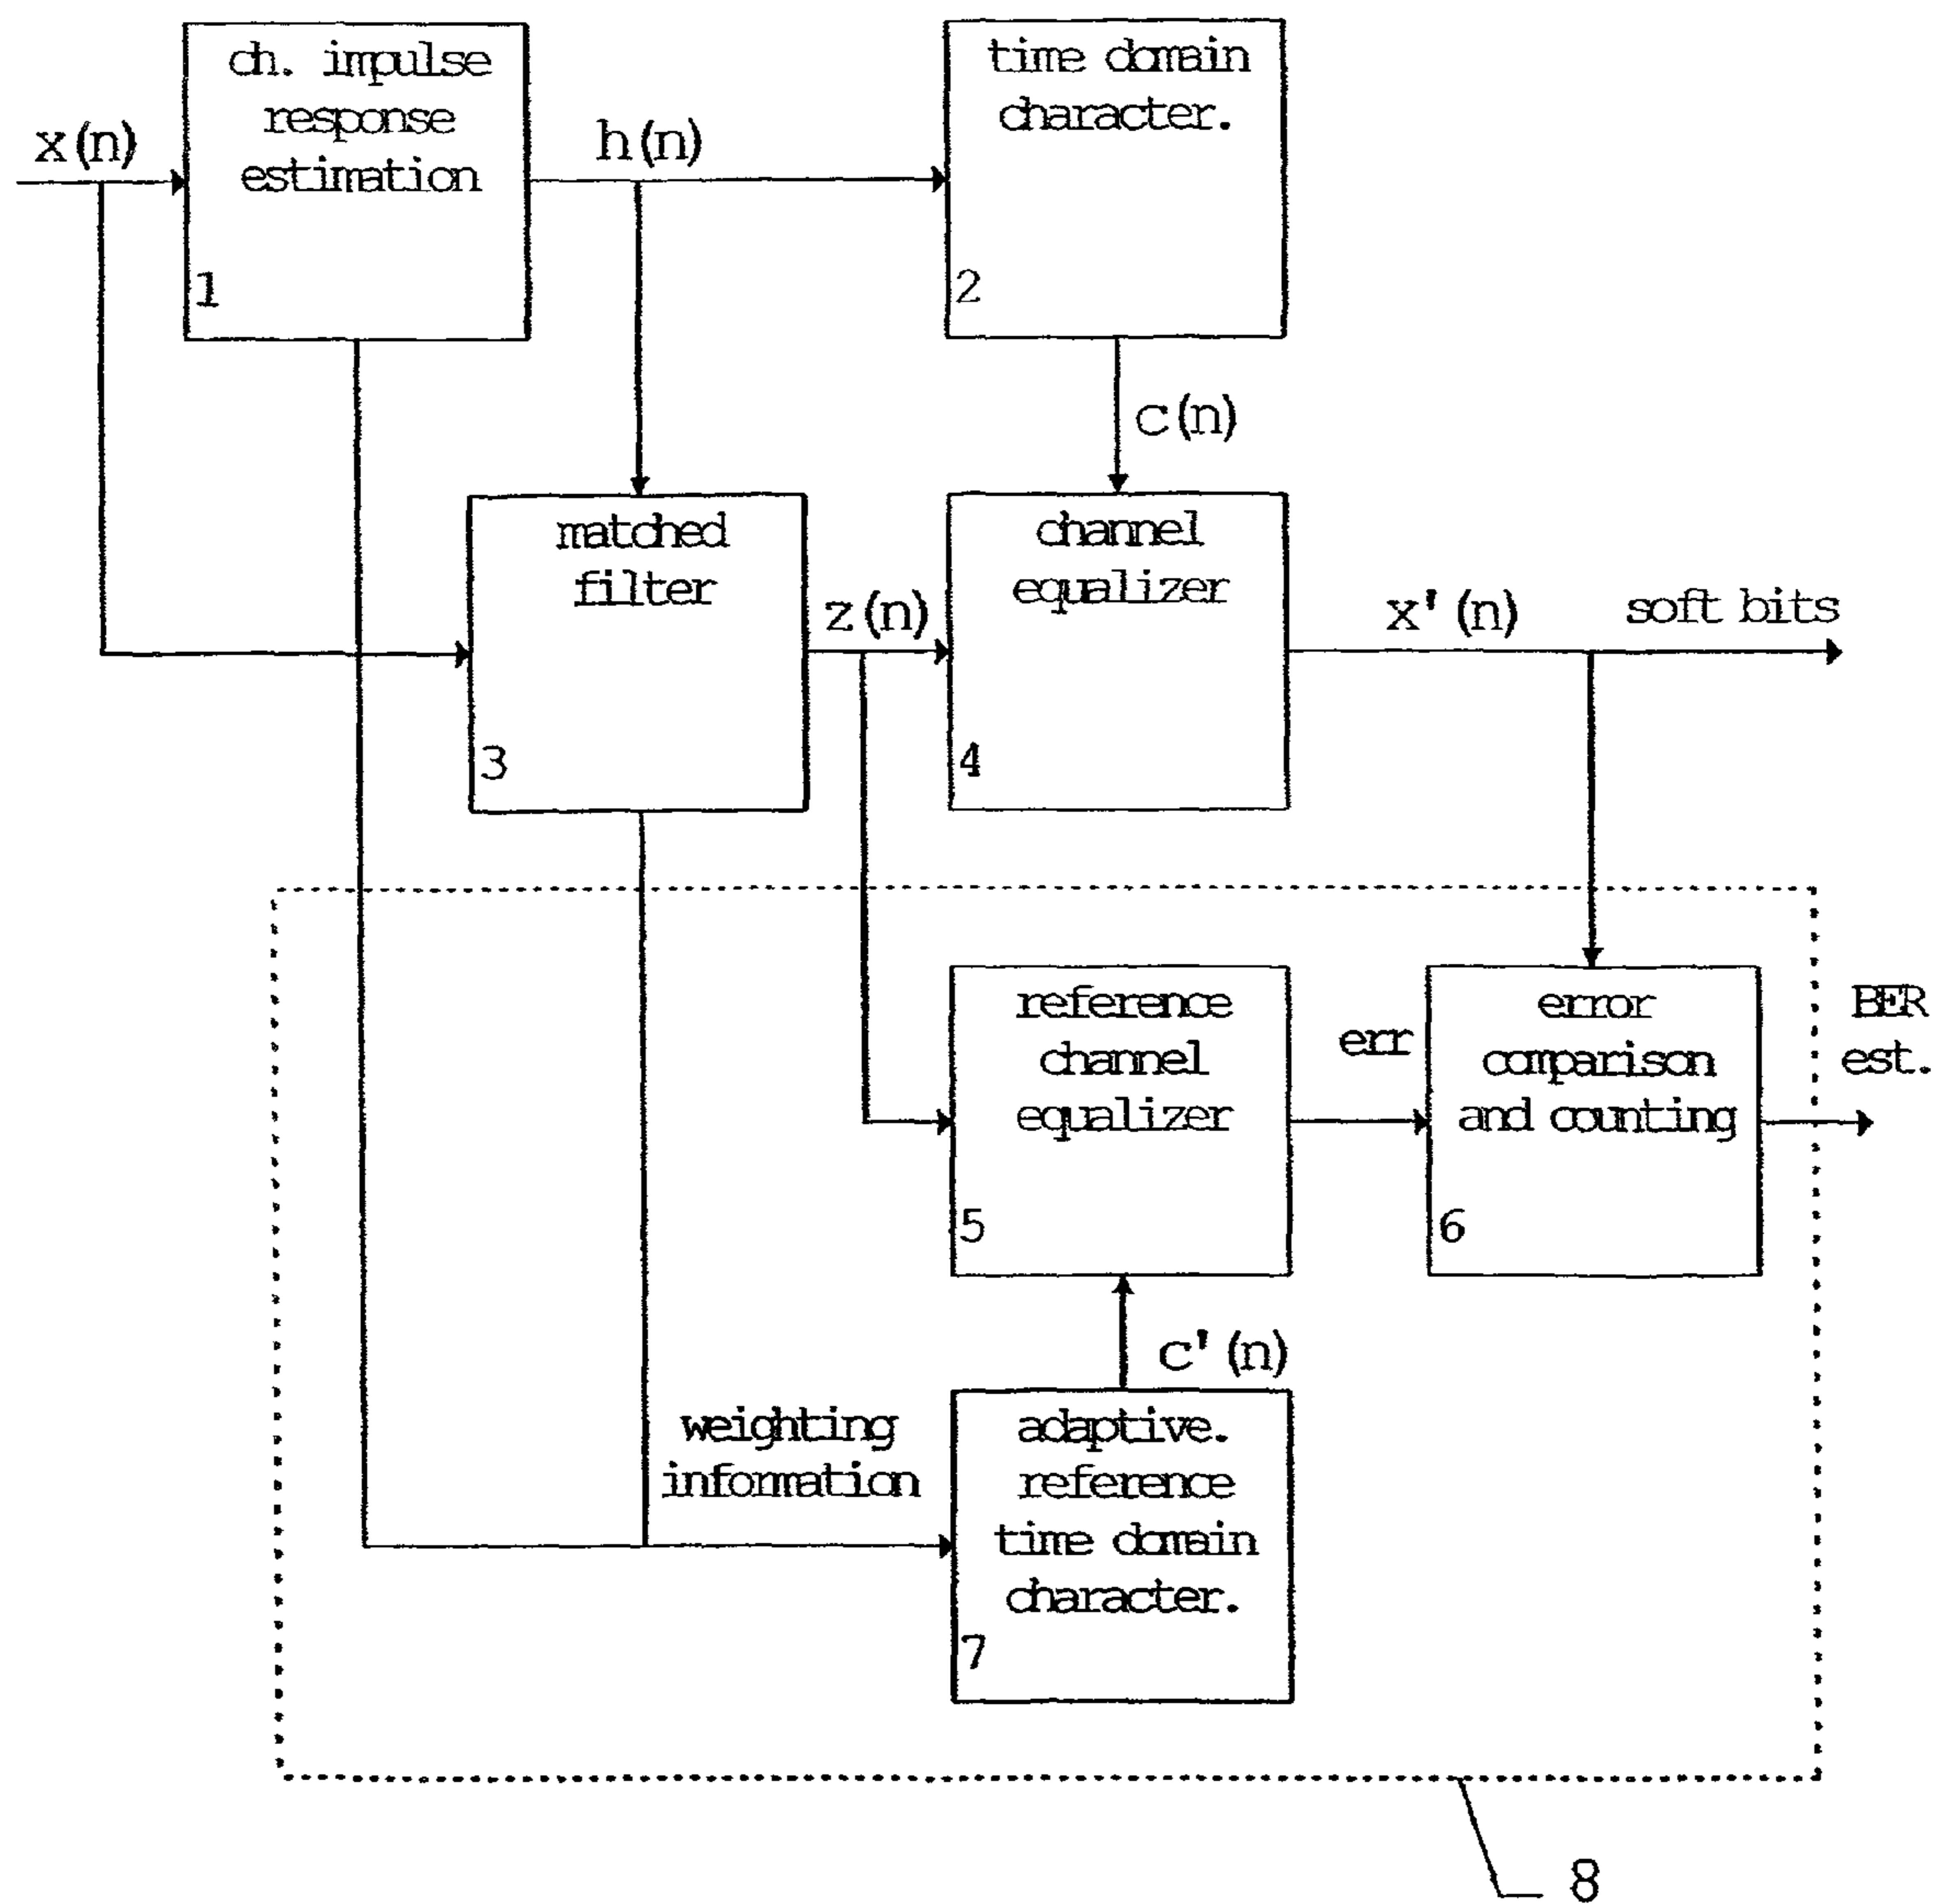 ch. impulse
response
estimation
1
time domain
character.
2
x(n)
h(n)
c(n)
matched
filter
3
z(n)
channel
equalizer
4
x'(n)
soft bits
reference
channel
equalizer
5
err
error
comparison
and counting
6
BER
est.
c'(n)
weighting
information
adaptive.
reference
time domain
character.
7
8